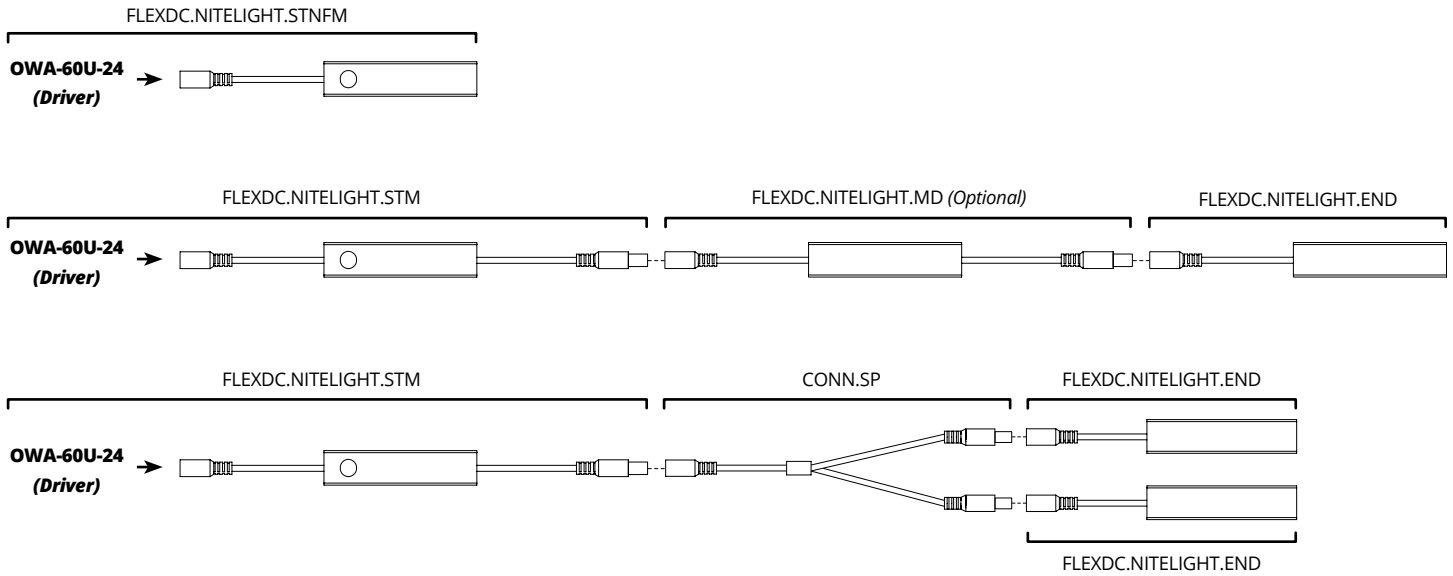 FLEXDC.NITELIGHT.STNFM
OWA-60U-24
(Driver)
FLEXDC.NITELIGHT.STM
FLEXDC.NITELIGHT.MD (Optional)
FLEXDC.NITELIGHT.END
OWA-60U-24
(Driver)
FLEXDC.NITELIGHT.STM
CONN.SP
FLEXDC.NITELIGHT.END
OWA-60U-24
(Driver)
FLEXDC.NITELIGHT.END